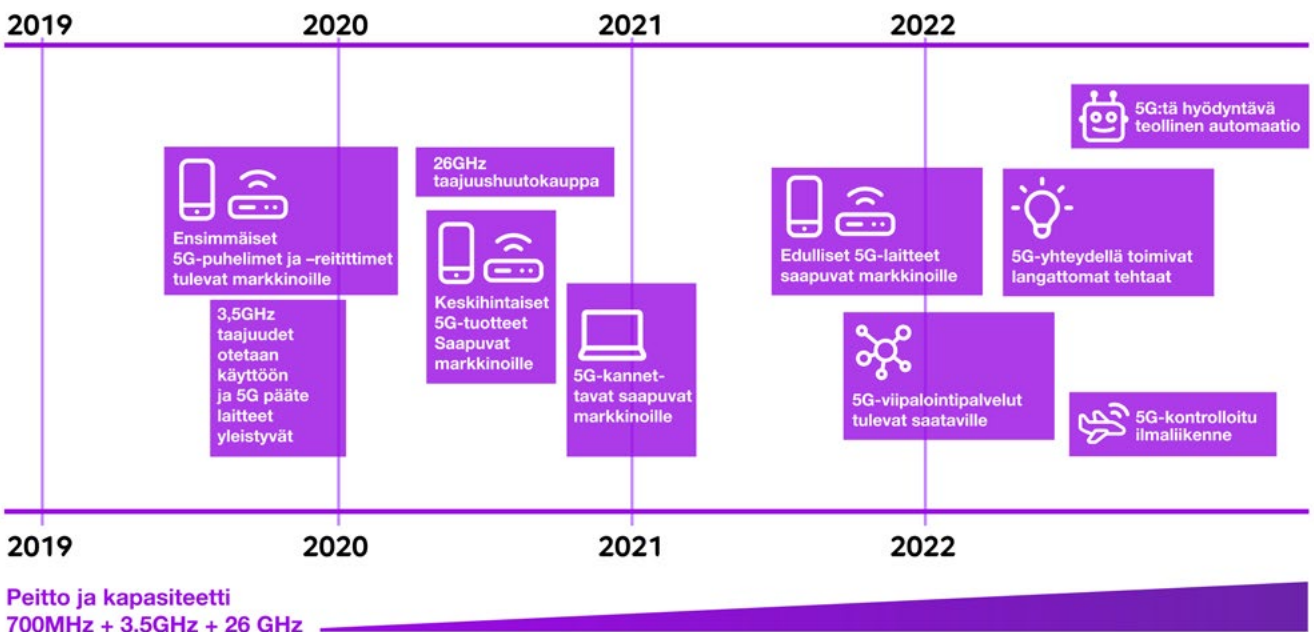 2019
2020
2021
2022
5G:tä hyödyntävä
teollinen automaatio
26GHz
taajuushuutokauppa
Ensimmäiset
5G-puhelimet ja –reitittimet
tulevat markkinoille
Keskihintaiset
5G-tuotteet
Saapuvat
markkinoille
Edulliset 5G-laitteet
saapuvat markkinoille
5G-yhteydellä toimivat
langattomat tehtaat
3,5GHz
taajuudet
otetaan
käyttöön
ja 5G pääte
laitteet
yleistyvät
5G-kannet-
tavat saapuvat
markkinoille
5G-viipalointipalvelut
tulevat saataville
5G-kontrolloitu
ilmaliikenne
2019
2020
2021
2022
Peitto ja kapasiteetti
700MHz + 3.5GHz + 26 GHz